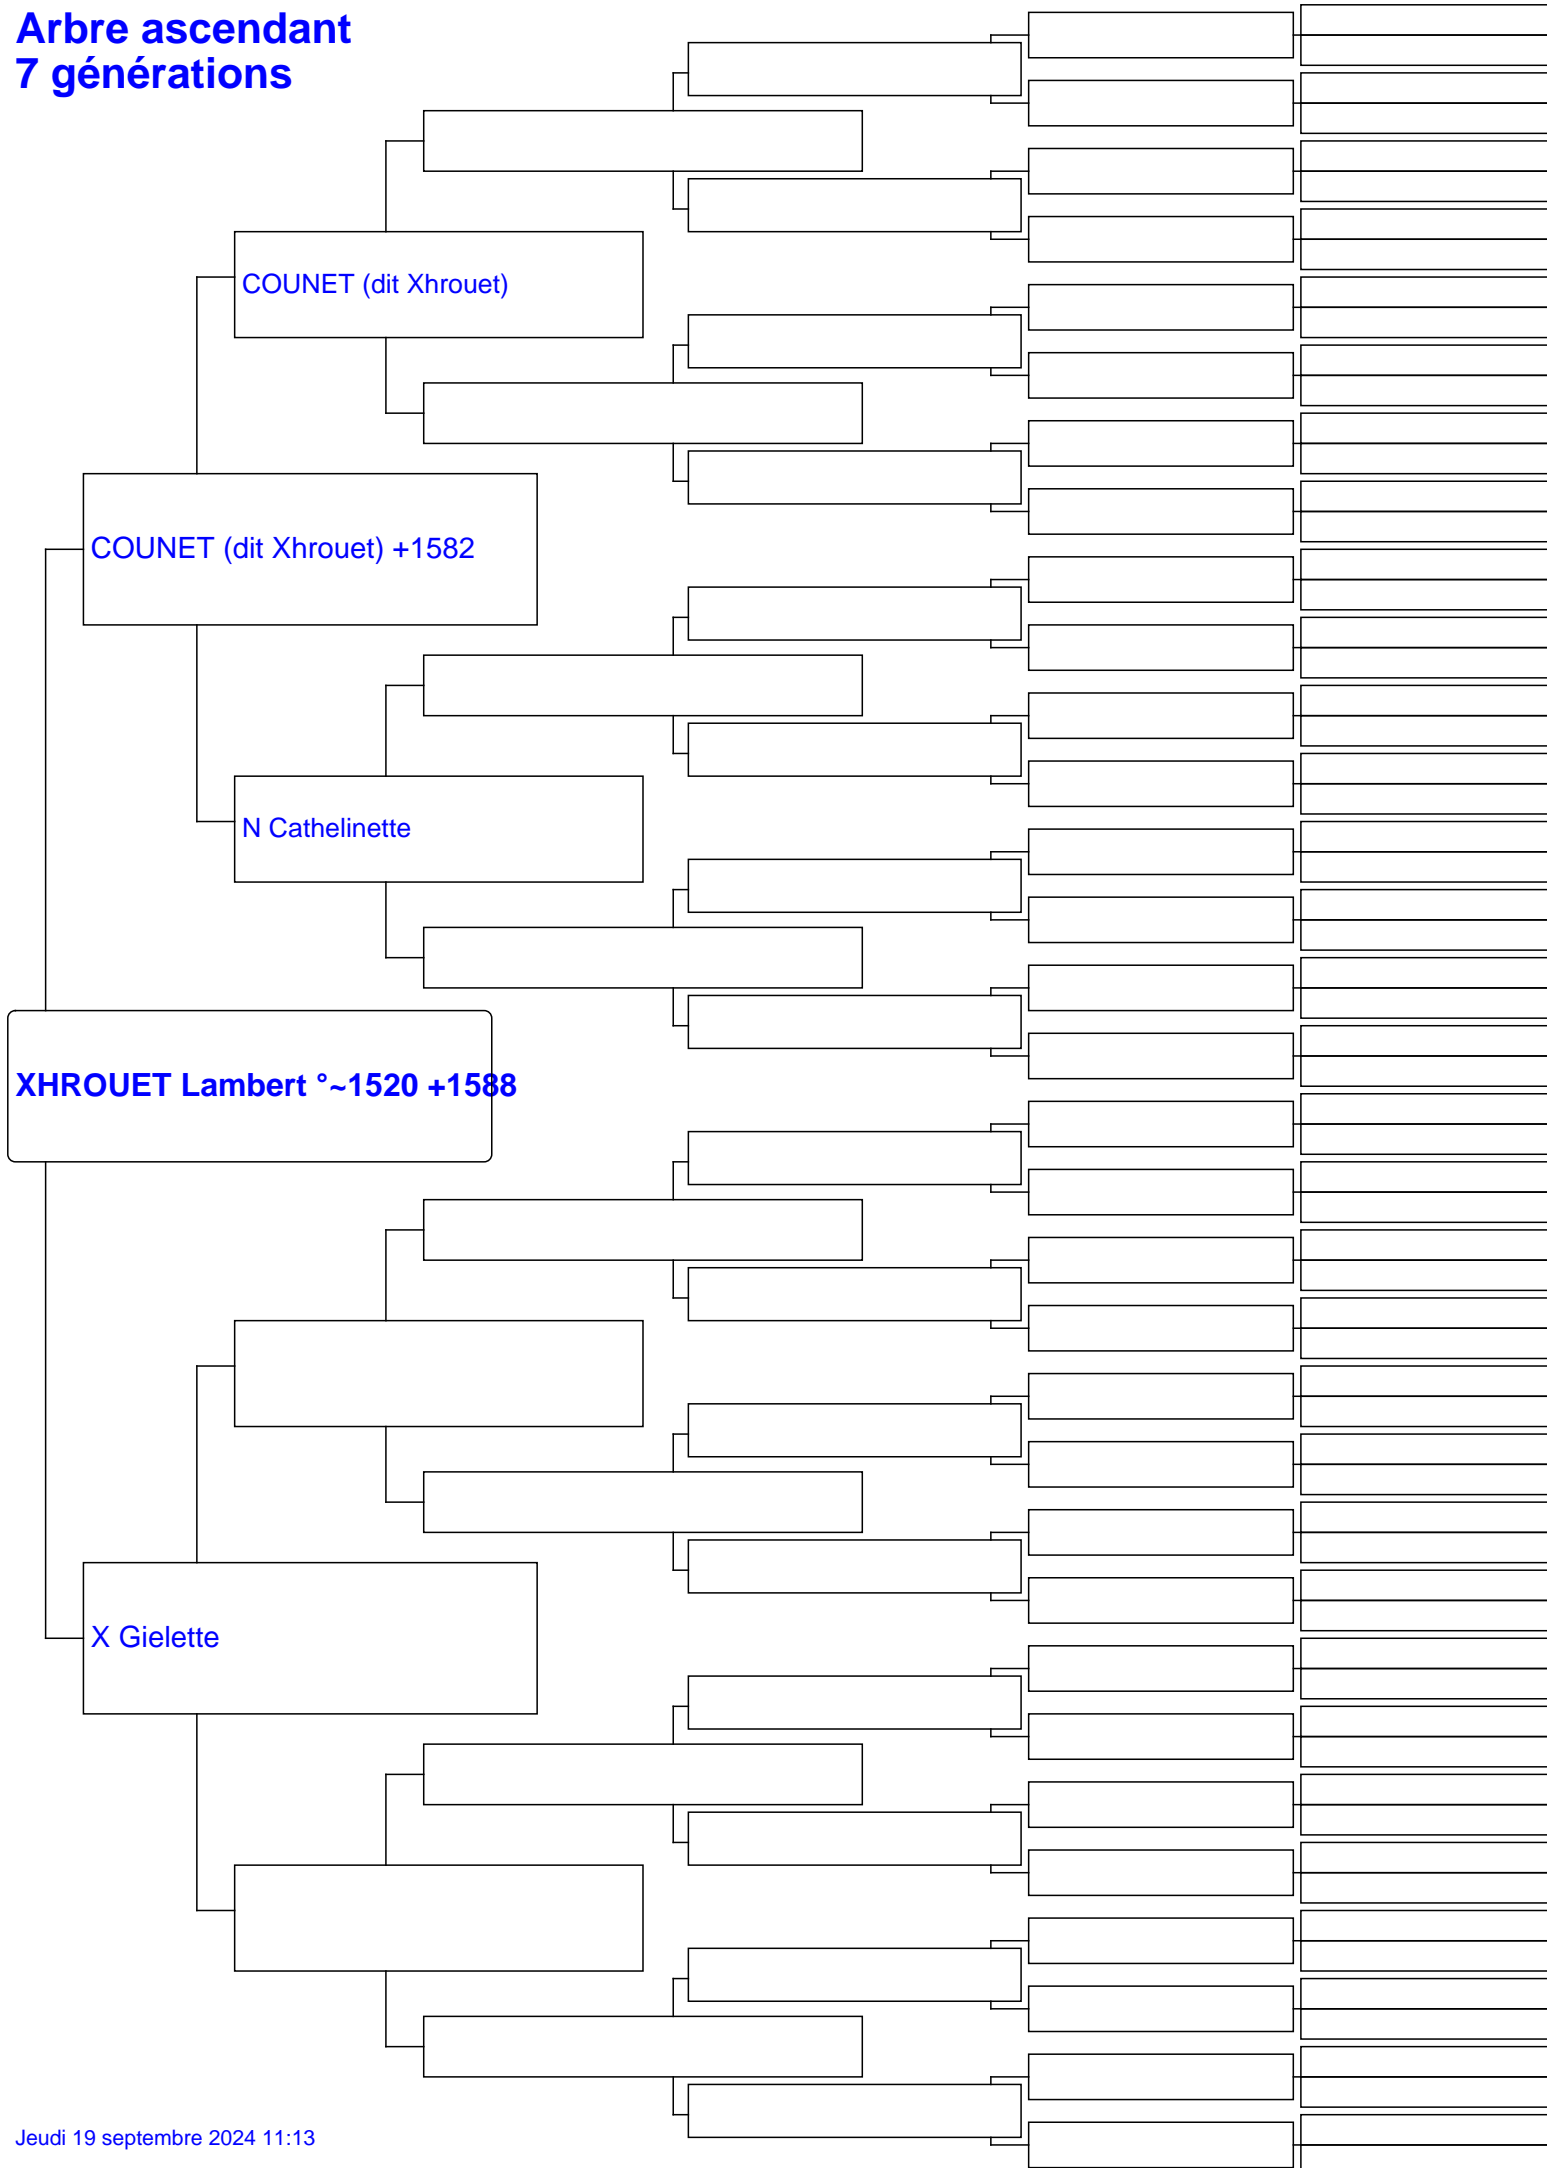 Arbre ascendant
7 générations
COUNET (dit Xhrouet)
COUNET (dit Xhrouet) +1582
N Cathelinette
XHROUET Lambert °~1520 +1588
X Gielette
Jeudi 19 septembre 2024 11:13